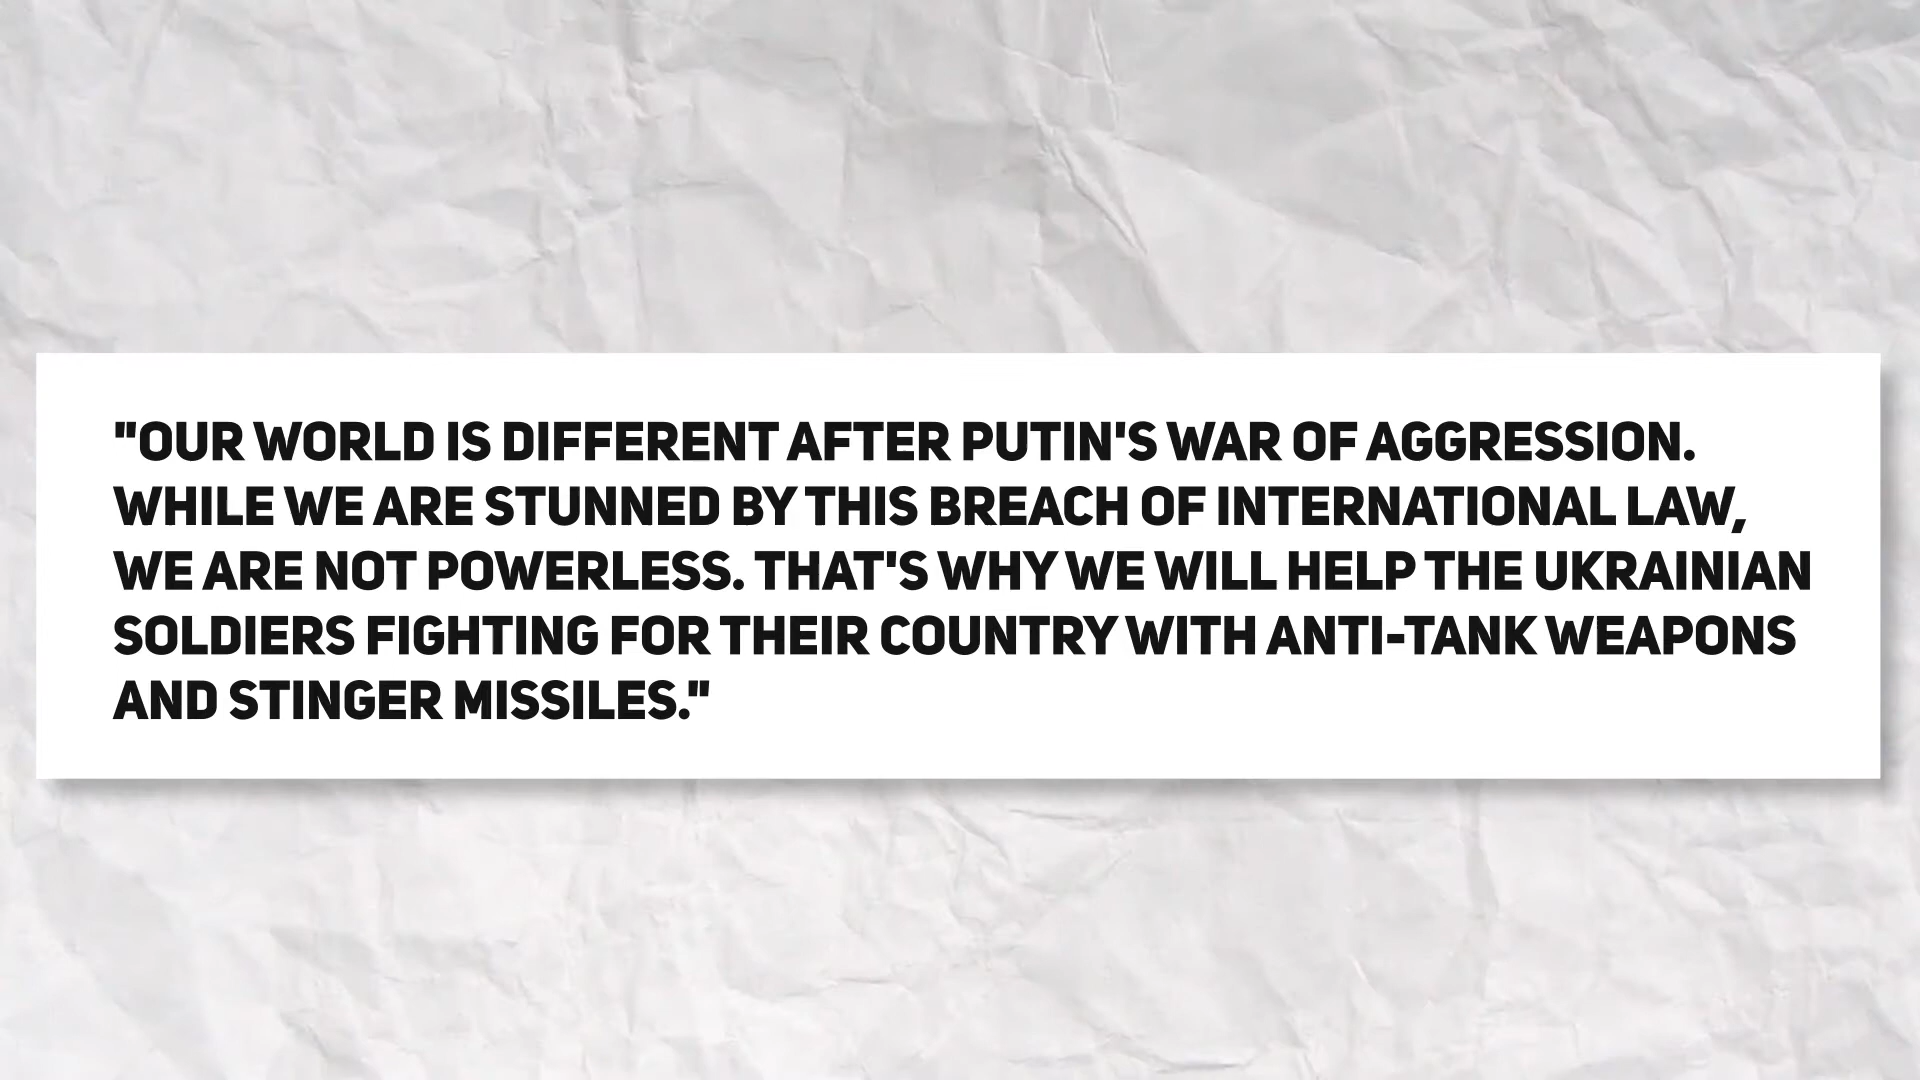 "OUR WORLD IS DIFFERENT AFTER PUTIN'S WAR OF AGGRESSION.
WHILE WE ARE STUNNED BY THIS BREACH OF INTERNATIONAL LAW,
WE ARE NOT POWERLESS. THAT'S WHY WE WILL HELP THE UKRAINIAN
SOLDIERS FIGHTING FOR THEIR COUNTRY WITH ANTI-TANK WEAPONS
AND STINGER MISSILES."